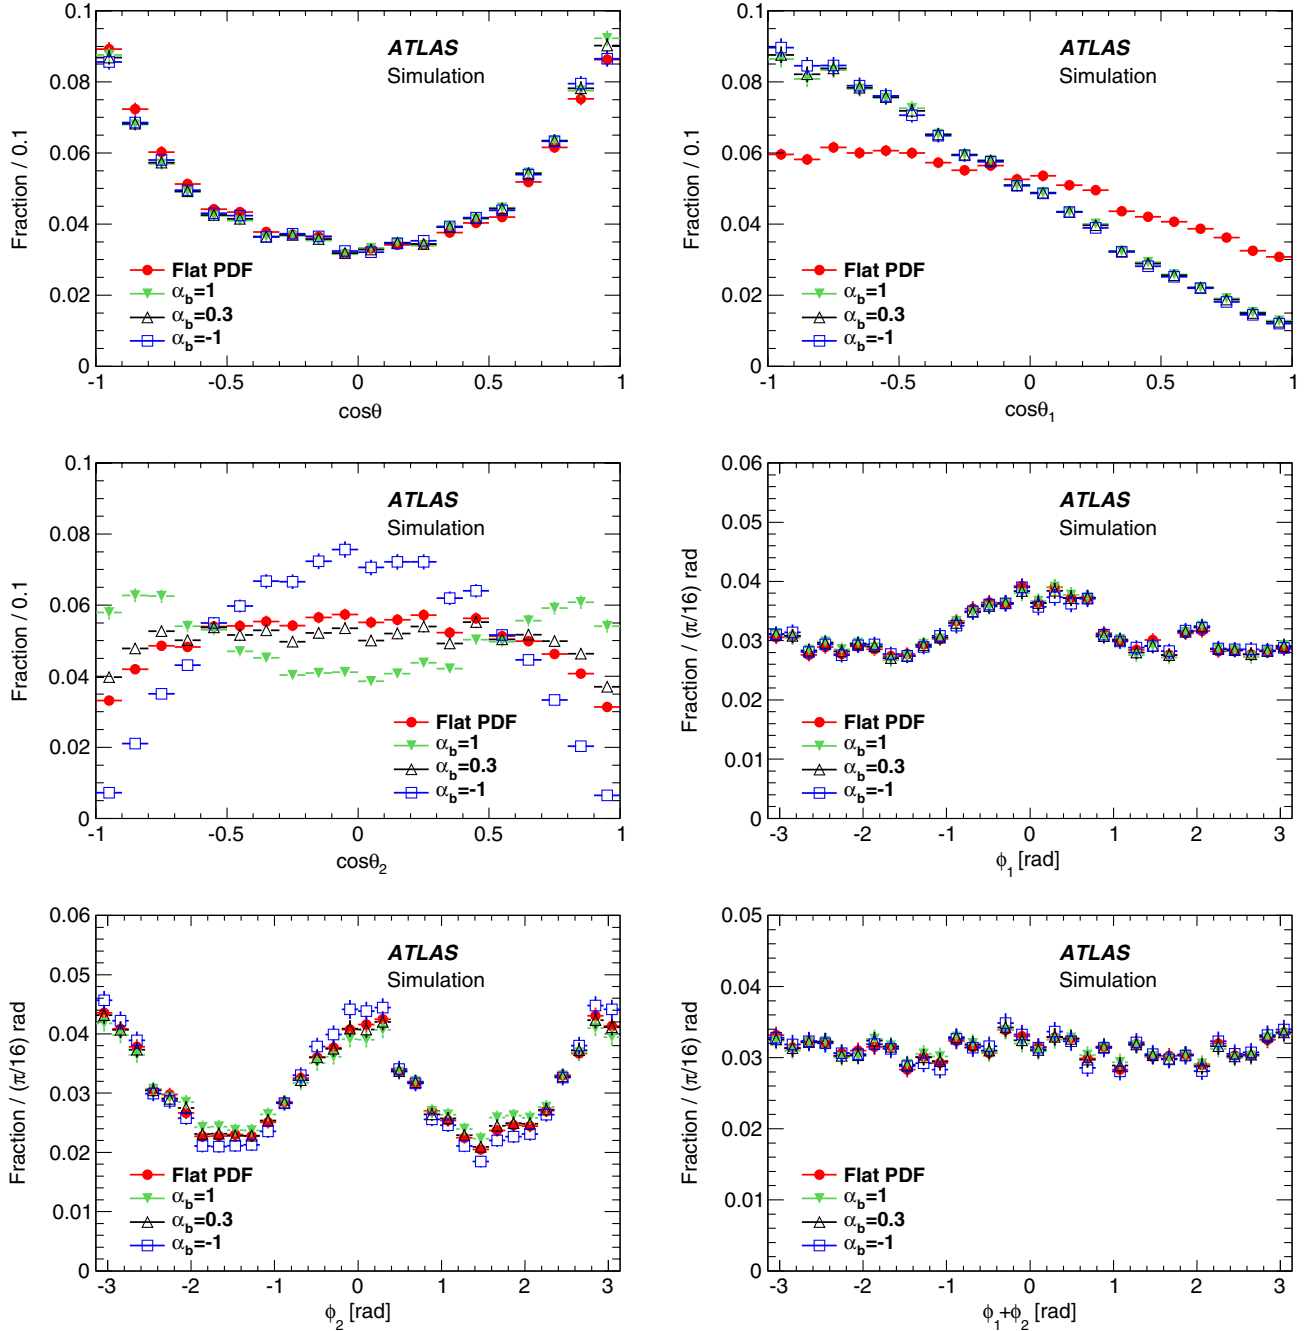 Fraction / 0.1
0.1
0.08
0.06
0.04
0.02
0
ATLAS
Simulation
Flat PDF
α_b=1
α_b=0.3
α_b=-1
-1 -0.5 0 0.5 1
cosθ
Fraction / 0.1
0.1
0.08
0.06
0.04
0.02
0
ATLAS
Simulation
Flat PDF
α_b=1
α_b=0.3
α_b=-1
-1 -0.5 0 0.5 1
cosθ_1
Fraction / 0.1
0.1
0.08
0.06
0.04
0.02
0
ATLAS
Simulation
Flat PDF
α_b=1
α_b=0.3
α_b=-1
-1 -0.5 0 0.5 1
cosθ_2
Fraction / (π/16) rad
0.06
0.05
0.04
0.03
0.02
0.01
0
ATLAS
Simulation
Flat PDF
α_b=1
α_b=0.3
α_b=-1
-3 -2 -1 0 1 2 3
ϕ_1 [rad]
Fraction / (π/16) rad
0.06
0.05
0.04
0.03
0.02
0.01
0
ATLAS
Simulation
Flat PDF
α_b=1
α_b=0.3
α_b=-1
-3 -2 -1 0 1 2 3
ϕ_2 [rad]
Fraction / (π/16) rad
0.05
0.04
0.03
0.02
0.01
0
ATLAS
Simulation
Flat PDF
α_b=1
α_b=0.3
α_b=-1
-3 -2 -1 0 1 2 3
ϕ_1+ϕ_2 [rad]